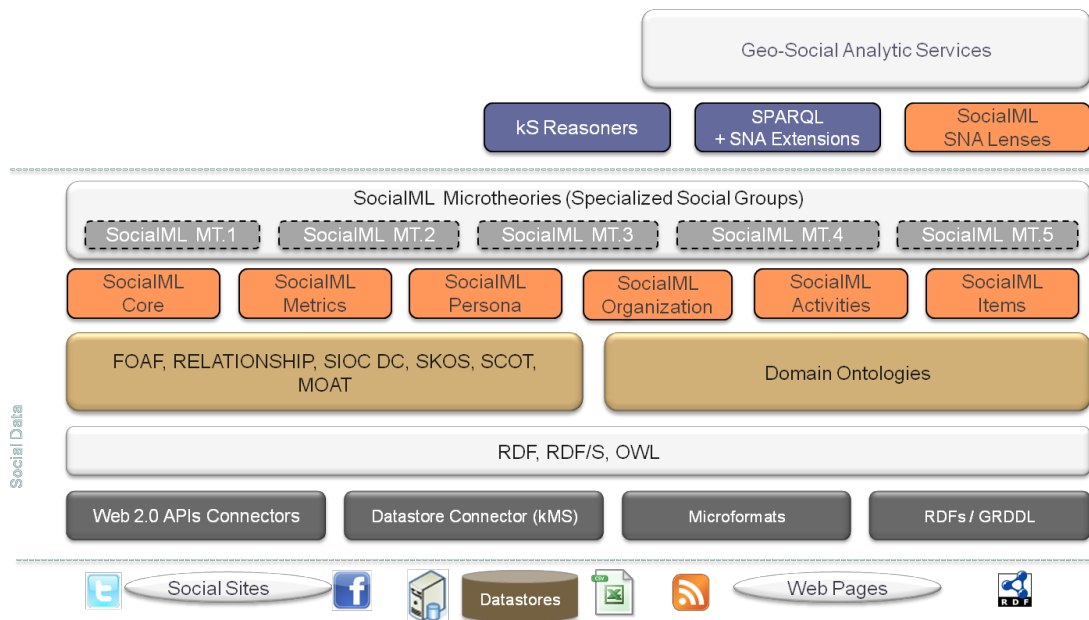 Geo-Social Analytic Services
kS Reasoners
SPARQL
+ SNA Extensions
SocialML
SNA Lenses
SocialML Microtheories (Specialized Social Groups)
SocialML MT.1
SocialML MT.2
SocialML MT.3
SocialML MT.4
SocialML MT.5
SocialML
Core
SocialML
Metrics
SocialML
Persona
SocialML
Organization
SocialML
Activities
SocialML
Items
FOAF, RELATIONSHIP, SIOC DC, SKOS, SCOT,
MOAT
Domain Ontologies
Social Data
RDF, RDF/S, OWL
Web 2.0 APIs Connectors
Datastore Connector (kMS)
Microformats
RDFs / GRDDL
Social Sites
Datastores
CSV
Web Pages
RDF